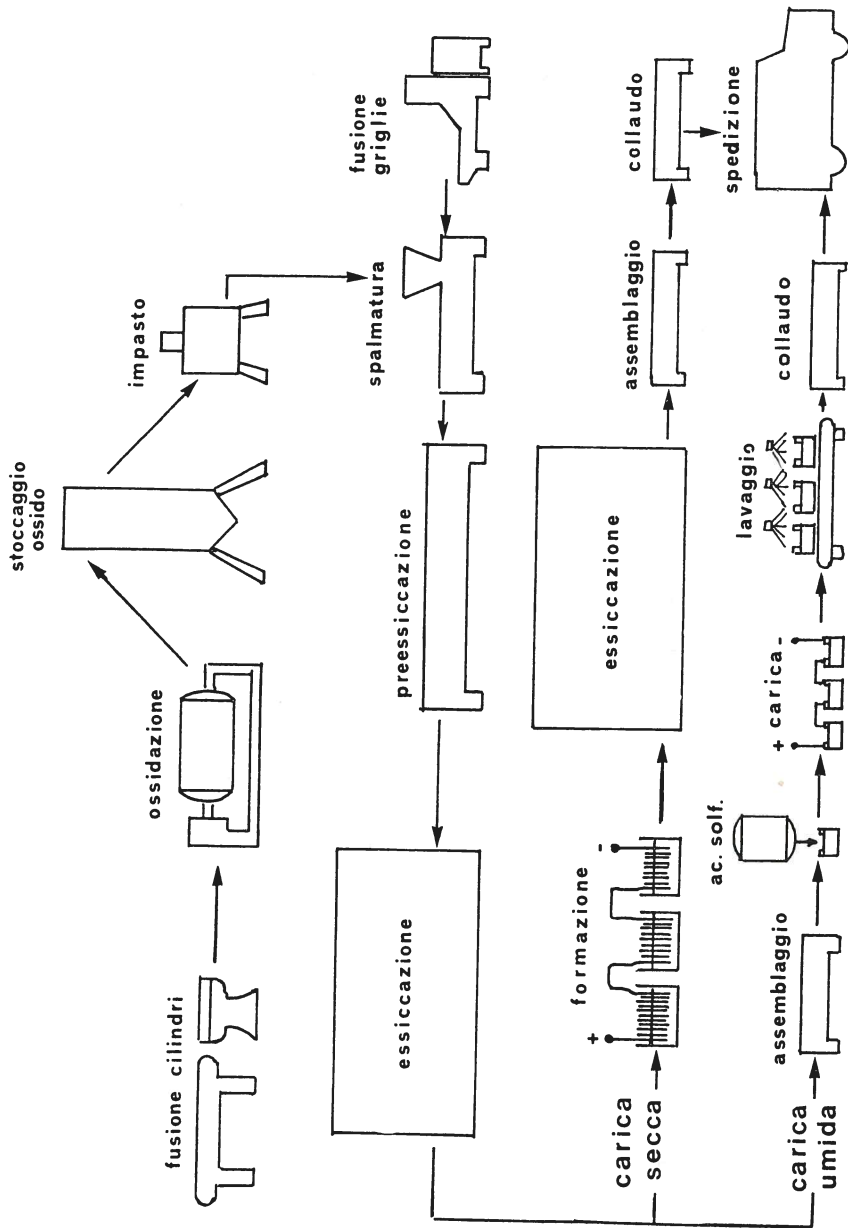 fusione cilindri
ossidazione
stoccaggio
ossido
impasto
fusione
griglie
spalmatura
preessiccazione
essiccazione
carica
secca
+
formazione
-
essiccazione
assemblaggio
collaudo
spedizione
carica
umida
assemblaggio
ac. solf.
+ carica -
lavaggio
collaudo